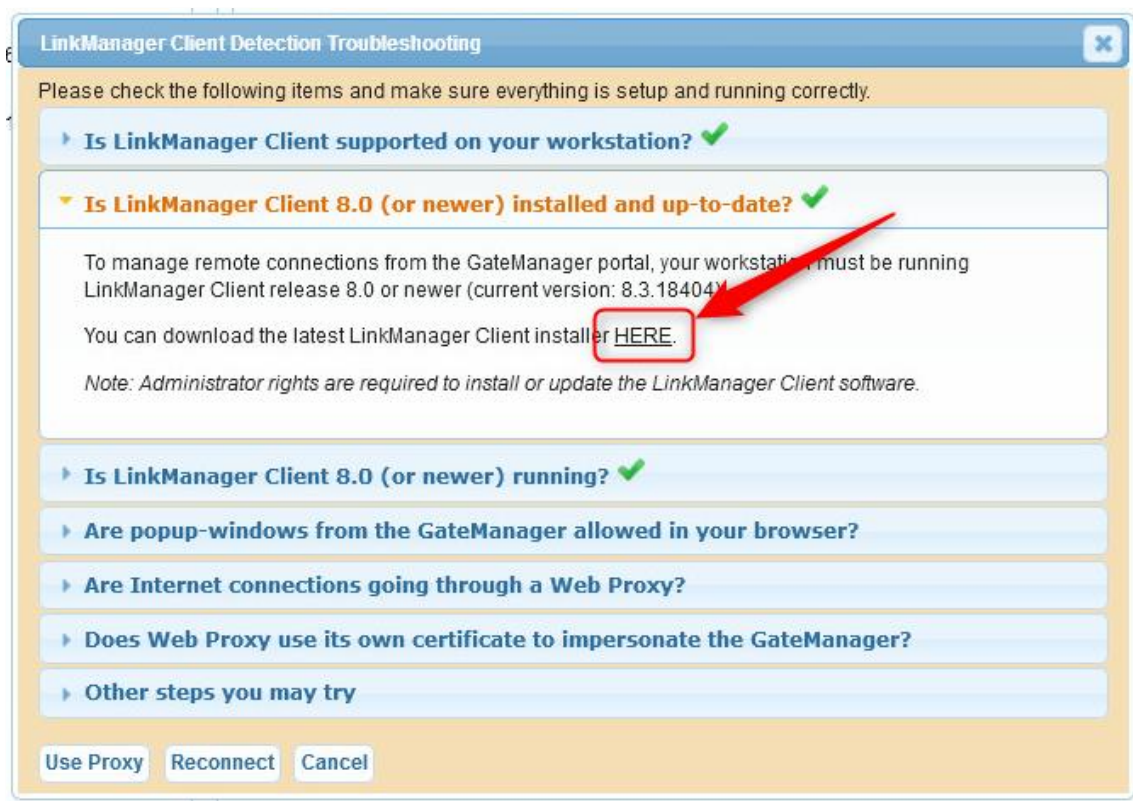 LinkManager Client Detection Troubleshooting
Please check the following items and make sure everything is setup and running correctly.
Is LinkManager Client supported on your workstation?
Is LinkManager Client 8.0 (or newer) installed and up-to-date?
To manage remote connections from the GateManager portal, your workstation must be running
LinkManager Client release 8.0 or newer (current version: 8.3.18404)
You can download the latest LinkManager Client installer HERE.
Note: Administrator rights are required to install or update the LinkManager Client software.
Is LinkManager Client 8.0 (or newer) running?
Are popup-windows from the GateManager allowed in your browser?
Are Internet connections going through a Web Proxy?
Does Web Proxy use its own certificate to impersonate the GateManager?
Other steps you may try
Use Proxy Reconnect Cancel